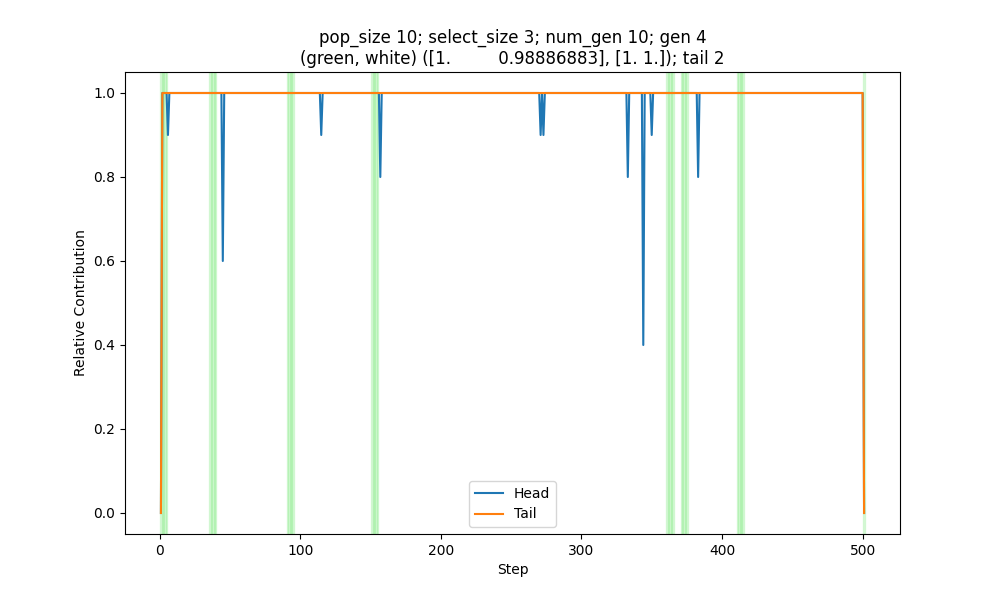 pop_size 10; select_size 3; num_gen 10; gen 4
(green, white) ([1.         0.98886883], [1. 1.]); tail 2
Relative Contribution
1.0
0.8
0.6
0.4
0.2
0.0
Head
Tail
0
100
200
300
400
500
Step